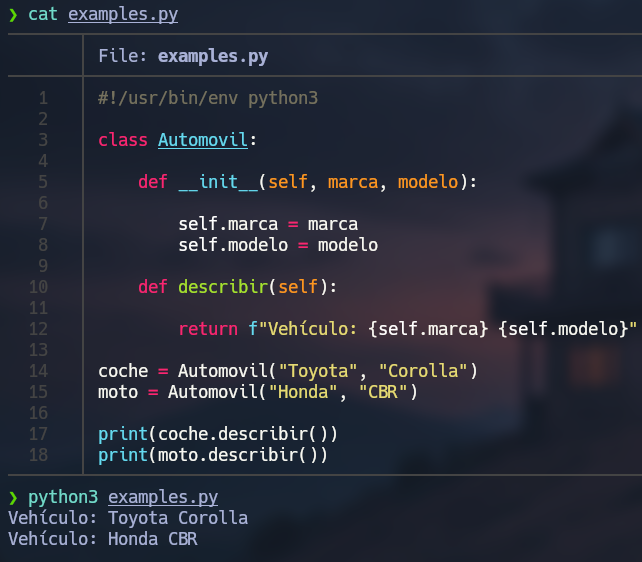 ❯ cat examples.py
File: examples.py
1 #!/usr/bin/env python3
2
3 class Automovil:
4
5     def __init__(self, marca, modelo):
6
7         self.marca = marca
8         self.modelo = modelo
9
10     def describir(self):
11
12         return f"Vehículo: {self.marca} {self.modelo}"
13
14 coche = Automovil("Toyota", "Corolla")
15 moto = Automovil("Honda", "CBR")
16
17 print(coche.describir())
18 print(moto.describir())
❯ python3 examples.py
Vehículo: Toyota Corolla
Vehículo: Honda CBR